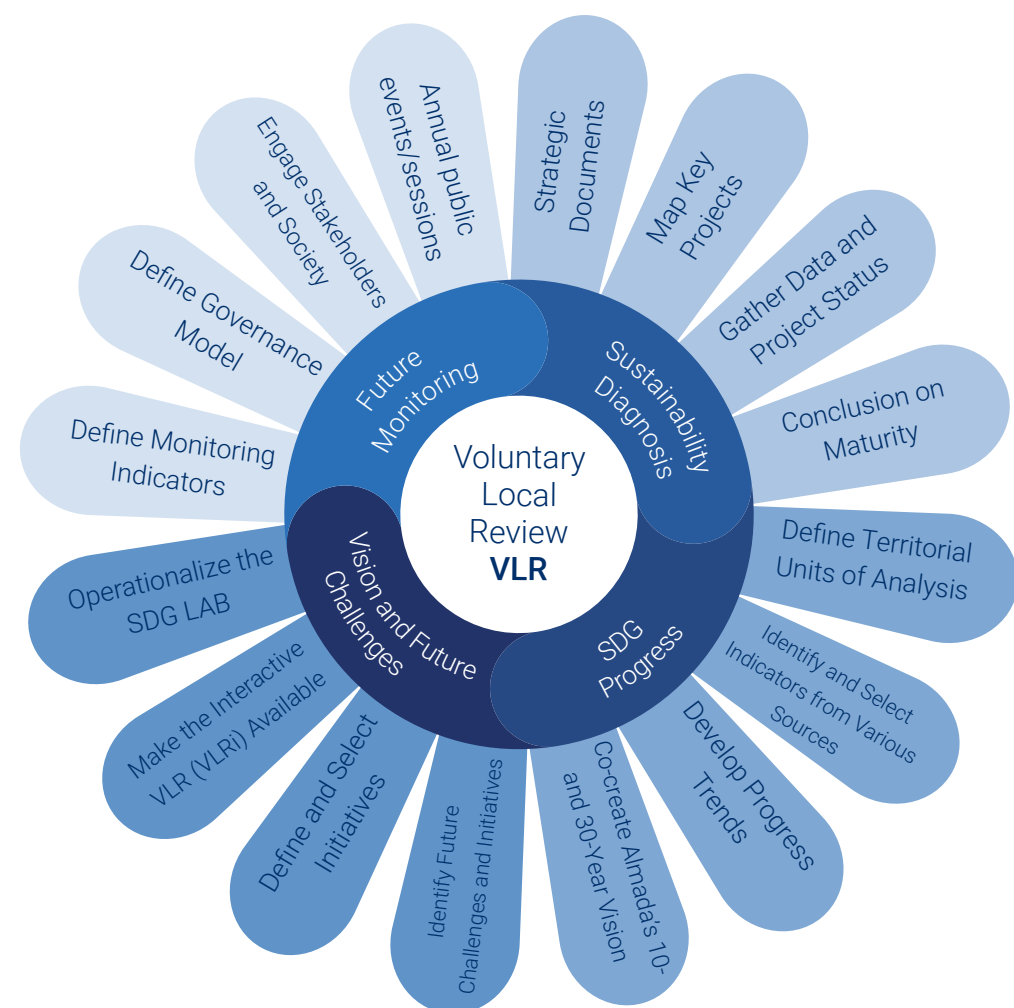 Voluntary
Local
Review
VLR
Sustainability
Diagnosis
SDG
Progress
Vision and Future
Challenges
Future
Monitoring
Strategic
Documents
Map Key
Projects
Gather Data and
Project Status
Conclusion on
Maturity
Define Territorial
Units of Analysis
Identify and Select
Indicators from Various
Sources
Develop Progress
Trends
Co-create Almada's 10-
and 30-Year Vision
Identify Future
Challenges and Initiatives
Define and Select
Initiatives
Make the Interactive
VLR (VLRi) Available
Operationalize the
SDG LAB
Define Monitoring
Indicators
Define Governance
Model
Engage Stakeholders
and Society
Annual public
events/sessions